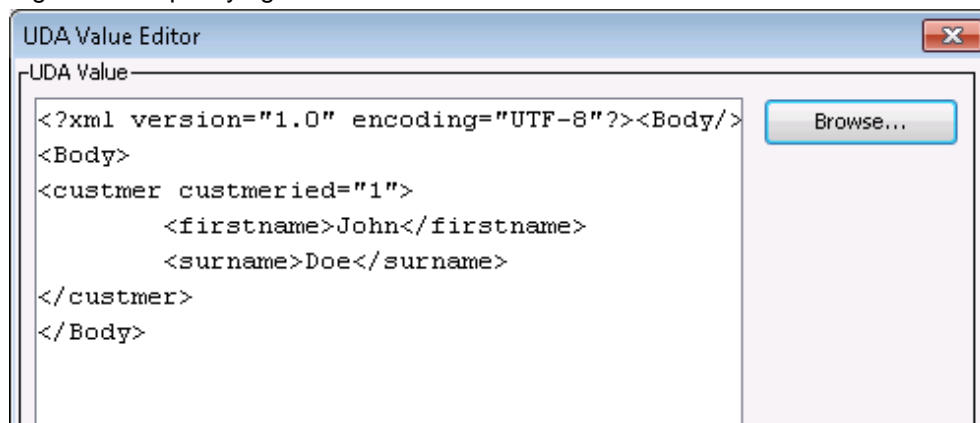 UDA Value Editor
UDA Value
<?xml version="1.0" encoding="UTF-8"?><Body/>
Browse...
<Body>
<custmer custmeried="1">
<firstname>John</firstname>
<surname>Doe</surname>
</custmer>
</Body>